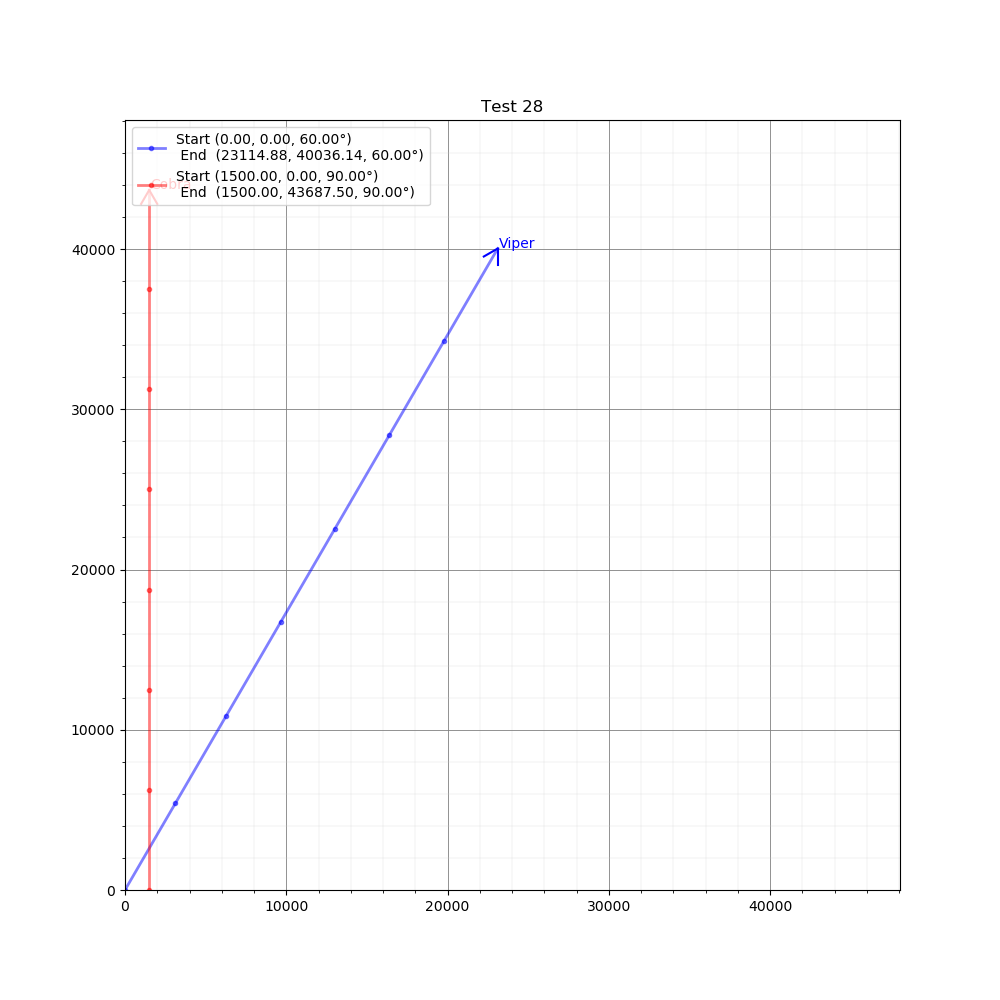 Test 28
Start (0.00, 0.00, 60.00°)
End (23114.88, 40036.14, 60.00°)
Start (1500.00, 0.00, 90.00°)
End (1500.00, 43687.50, 90.00°)
Cobra
Viper
40000
30000
20000
10000
0
0 10000 20000 30000 40000